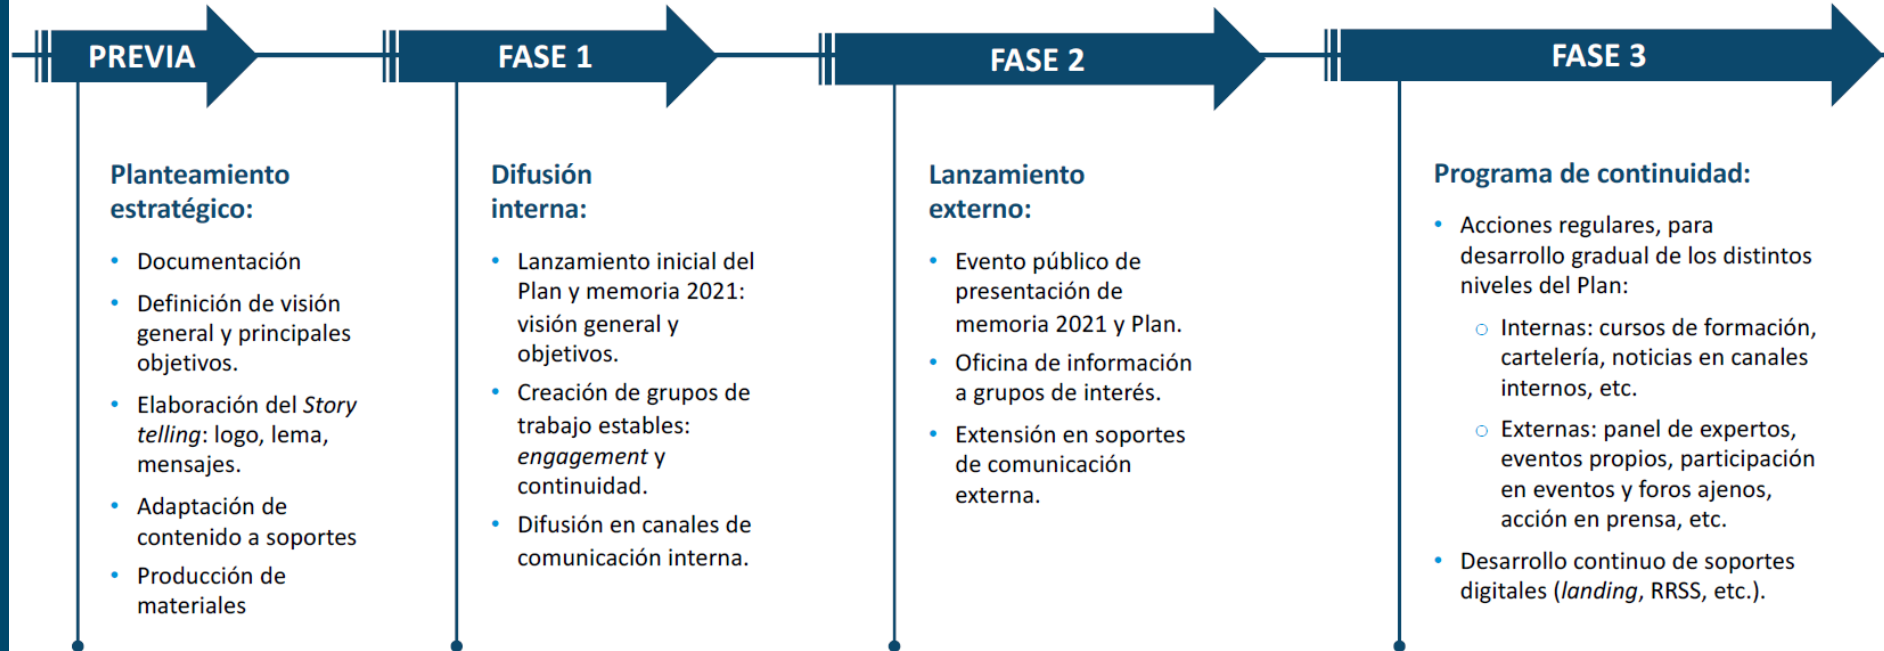 PREVIA
Planteamiento
estratégico:
• Documentación
• Definición de visión
general y principales
objetivos.
• Elaboración del Story
telling: logo, lema,
mensajes.
• Adaptación de
contenido a soportes
• Producción de
materiales
FASE 1
Difusión
interna:
• Lanzamiento inicial del
Plan y memoria 2021:
visión general y
objetivos.
• Creación de grupos de
trabajo estables:
engagement y
continuidad.
• Difusión en canales de
comunicación interna.
FASE 2
Lanzamiento
externo:
• Evento público de
presentación de
memoria 2021 y Plan.
• Oficina de información
a grupos de interés.
• Extensión en soportes
de comunicación
externa.
FASE 3
Programa de continuidad:
• Acciones regulares, para
desarrollo gradual de los distintos
niveles del Plan:
○ Internas: cursos de formación,
cartelería, noticias en canales
internos, etc.
○ Externas: panel de expertos,
eventos propios, participación
en eventos y foros ajenos,
acción en prensa, etc.
• Desarrollo continuo de soportes
digitales (landing, RRSS, etc.).